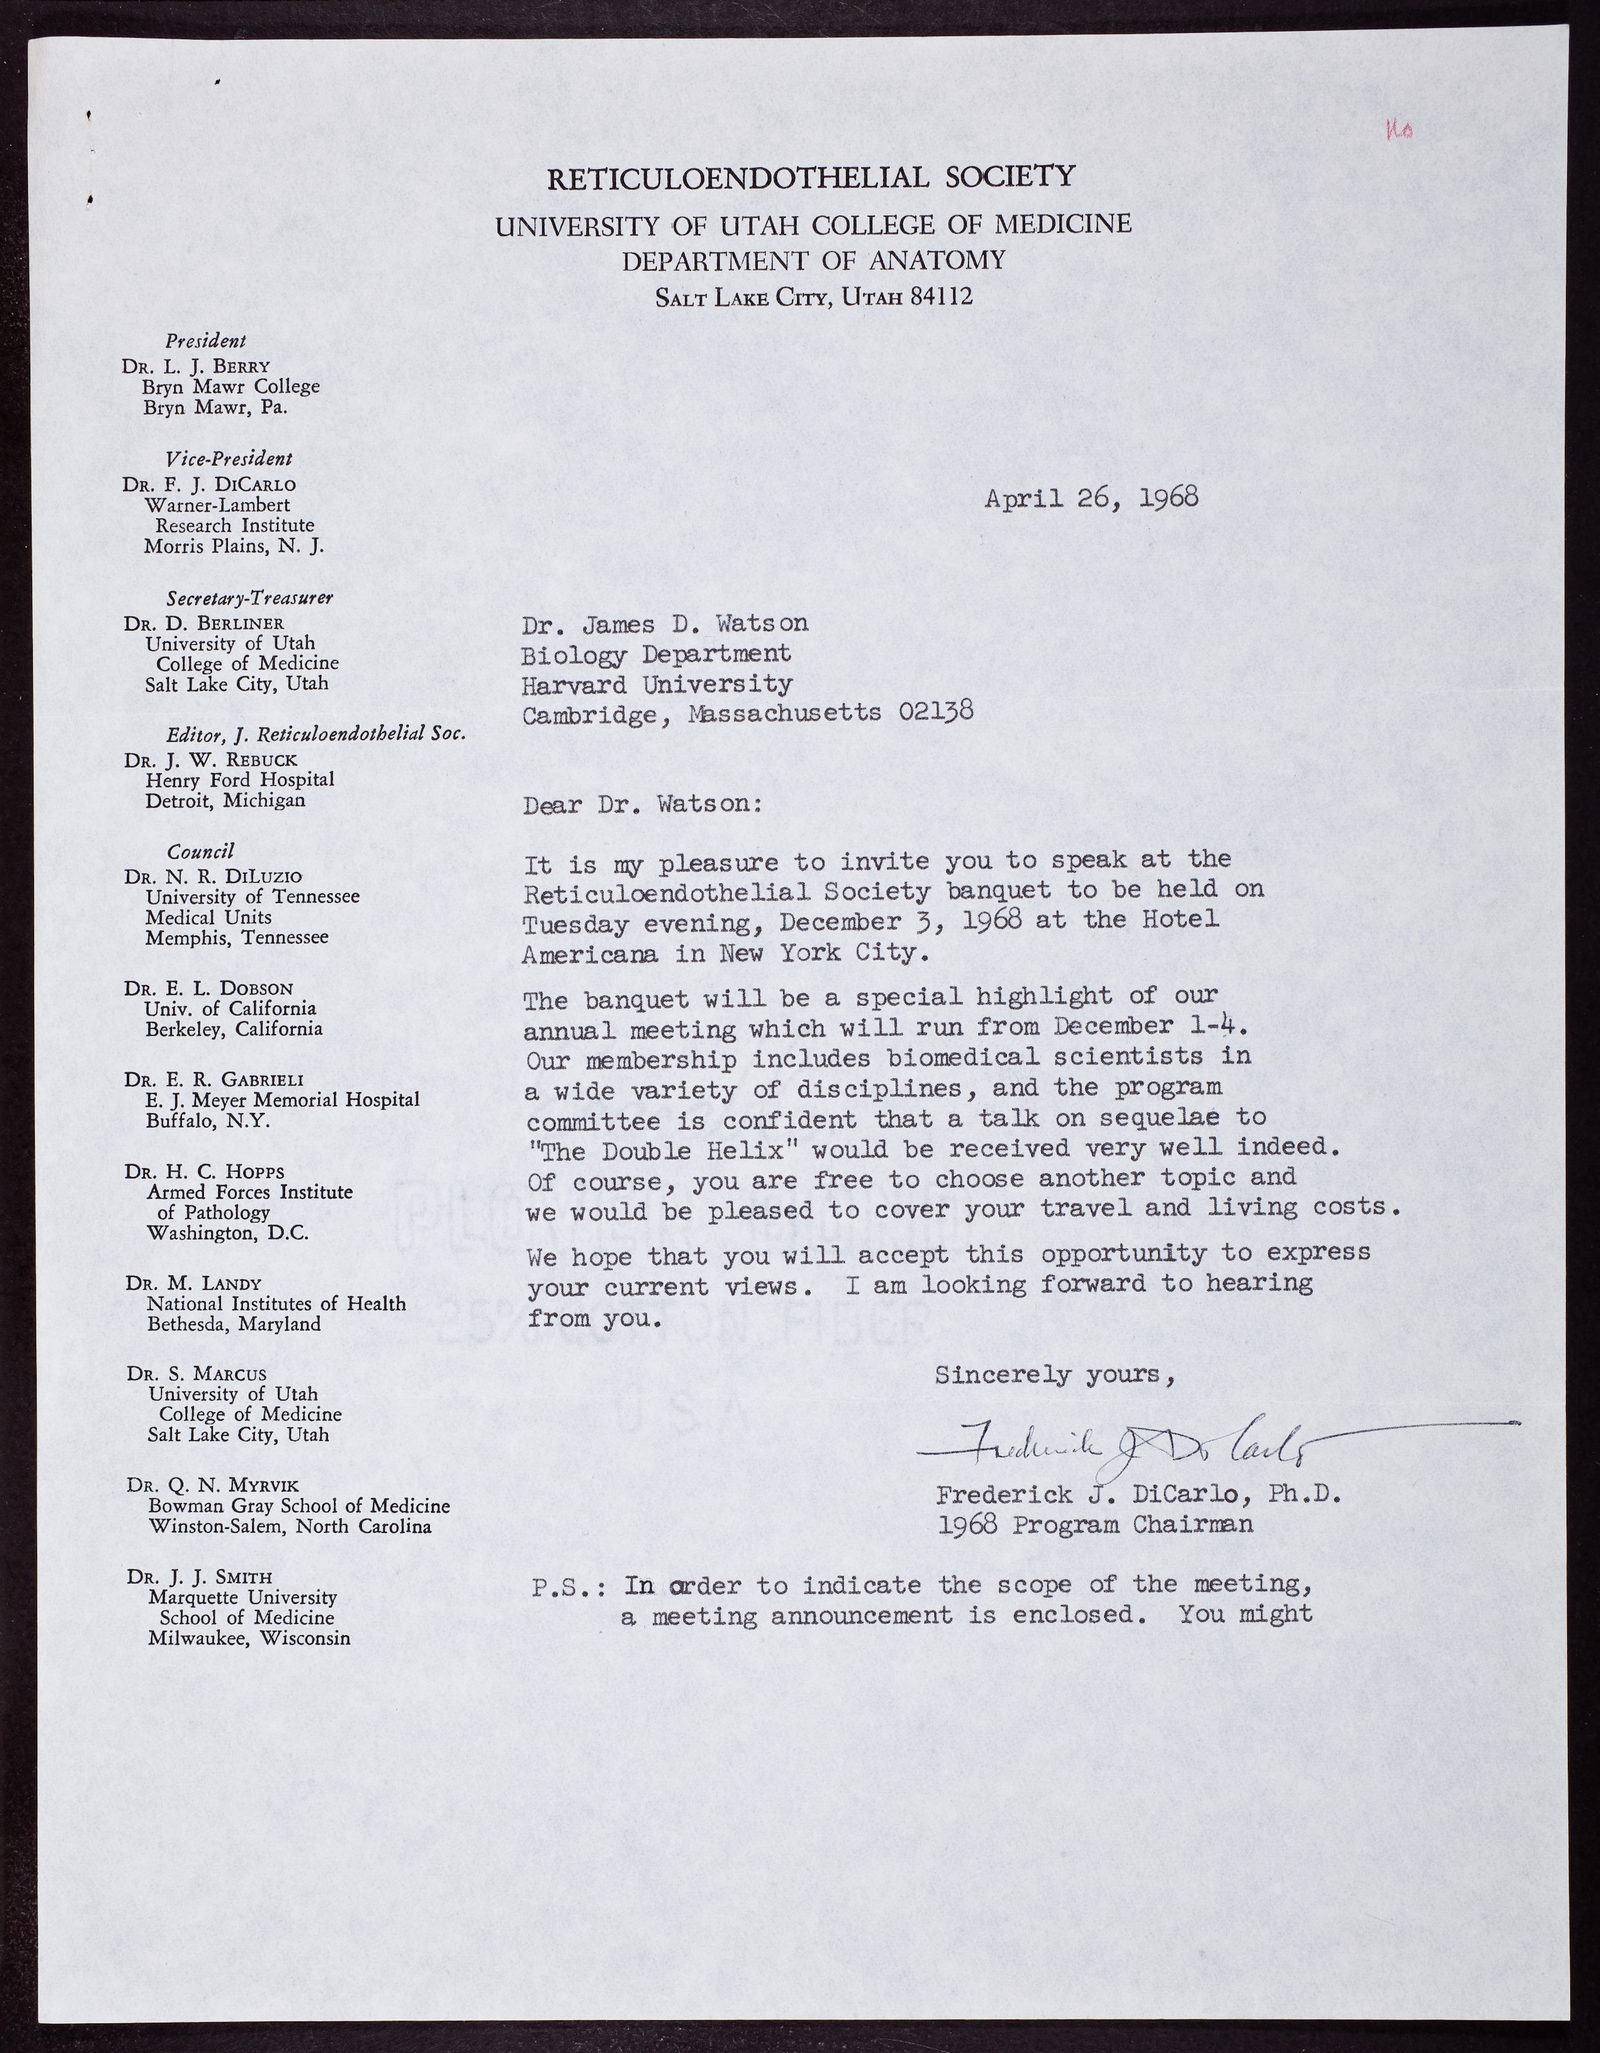 No
RETICULOENDOTHELIAL SOCIETY
UNIVERSITY OF UTAH COLLEGE OF MEDICINE
DEPARTMENT OF ANATOMY
SALT LAKE CITY, UTAH 84112
President
DR. L. J. BERRY
Bryn Mawr College
Bryn Mawr, Pa.
Vice-President
DR. F. J. DICARLO
Warner-Lambert
Research Institute
Morris Plains, N. J.
Secretary-Treasurer
DR. D. BERLINER
University of Utah
College of Medicine
Salt Lake City, Utah
Editor, J. Reticuloendothelial Soc.
DR. J. W. REBUCK
Henry Ford Hospital
Detroit, Michigan
Council
DR. N. R. DILUZIO
University of Tennessee
Medical Units
Memphis, Tennessee
DR. E. L. DOBSON
Univ. of California
Berkeley, California
DR. E. R. GABRIELI
E. J. Meyer Memorial Hospital
Buffalo, N.Y.
DR. H. C. HOPPS
Armed Forces Institute
of Pathology
Washington, D.C.
DR. M. LANDY
National Institutes of Health
Bethesda, Maryland
DR. S. MARCUS
University of Utah
College of Medicine
Salt Lake City, Utah
DR. Q. N. MYRVIK
Bowman Gray School of Medicine
Winston-Salem, North Carolina
DR. J. J. SMITH
Marquette University
School of Medicine
Milwaukee, Wisconsin
April 26, 1968
Dr. James D. Watson
Biology Department
Harvard University
Cambridge, Massachusetts 02138
Dear Dr. Watson:
It is my pleasure to invite you to speak at the
Reticuloendothelial Society banquet to be held on
Tuesday evening, December 3, 1968 at the Hotel
Americana in New York City.
The banquet will be a special highlight of our
annual meeting which will run from December 1-4.
Our membership includes biomedical scientists in
a wide variety of disciplines, and the program
committee is confident that a talk on sequelae to
"The Double Helix" would be received very well indeed.
Of course, you are free to choose another topic and
we would be pleased to cover your travel and living costs.
We hope that you will accept this opportunity to express
your current views. I am looking forward to hearing
from you.
Sincerely yours,
Frederick J. DiCarlo
Frederick J. DiCarlo, Ph.D.
1968 Program Chairman
P.S.: In order to indicate the scope of the meeting,
a meeting announcement is enclosed. You might